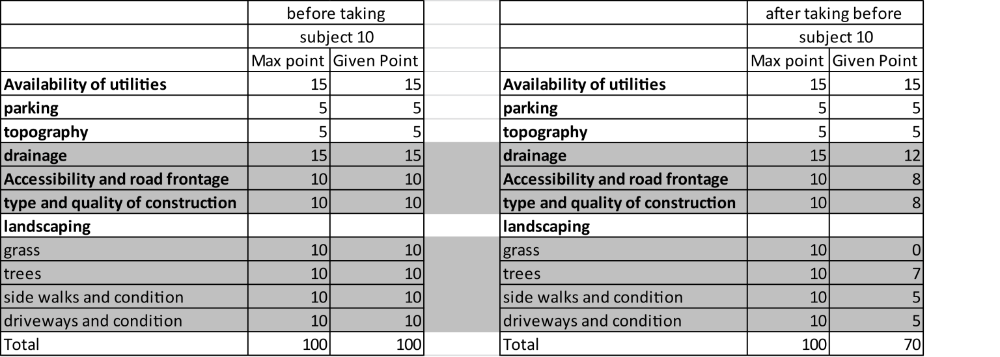 before taking after taking before
subject 10 subject 10
Max point Given Point Max point Given Point
Availability of utilities 15 15 Availability of utilities 15 15
parking 5 5 parking 5 5
topography 5 5 topography 5 5
drainage 15 15 drainage 15 12
Accessibility and road frontage 10 10 Accessibility and road frontage 10 8
type and quality of construction 10 10 type and quality of construction 10 8
landscaping landscaping
grass 10 10 grass 10 0
trees 10 10 trees 10 7
side walks and condition 10 10 side walks and condition 10 5
driveways and condition 10 10 driveways and condition 10 5
Total 100 100 Total 100 70